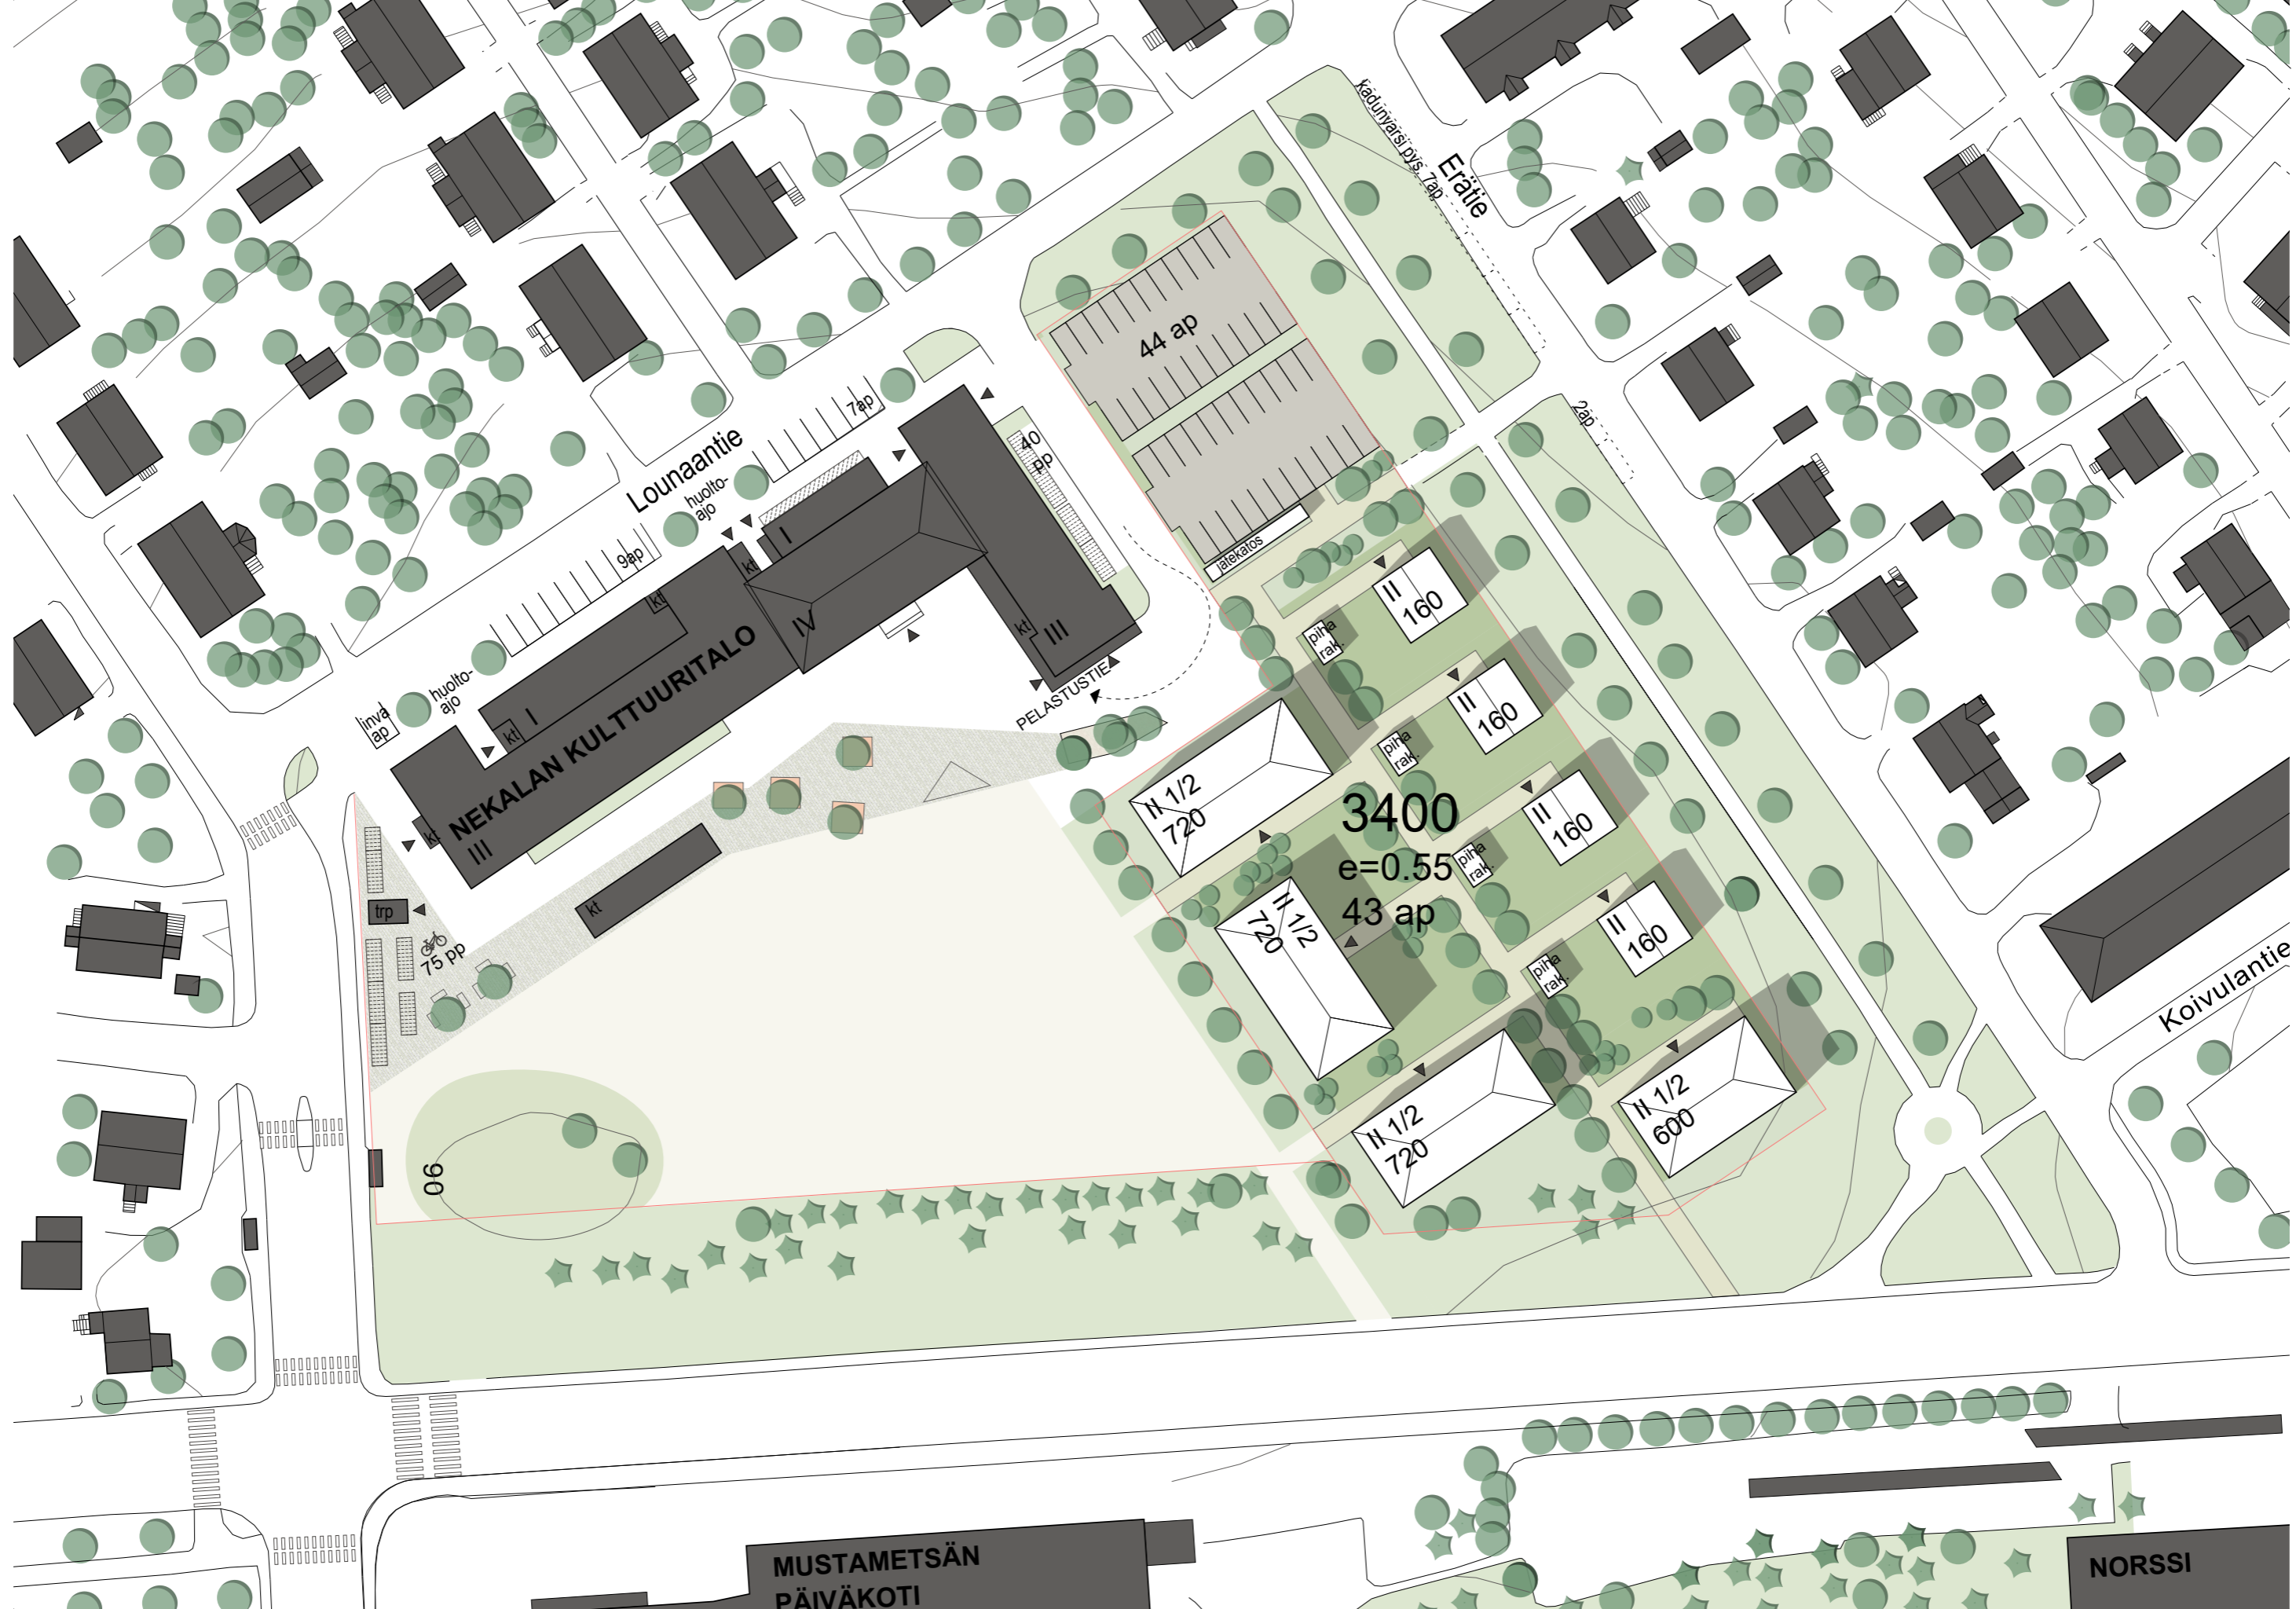 kadunvarsi pys. 7ap
Erätie
44 ap
2ap
7ap
40
pp
Lounaantie
huolto-
ajo
9ap
I
kt
jätekatos
kt
IV
II
160
kt
III
piha
rak.
PELASTUSTIE
II
160
huolto-
ajo
linva
ap
I
kt
NEKALAN KULTTUURITALO
piha
rak.
II 1/2
720
II
160
3400
e=0.55
43 ap
kt
III
piha
rak.
trp
75 pp
kt
II 1/2
720
II
160
piha
rak.
Koivulantie
II 1/2
720
II 1/2
600
90
MUSTAMETSÄN
PÄIVÄKOTI
NORSSI